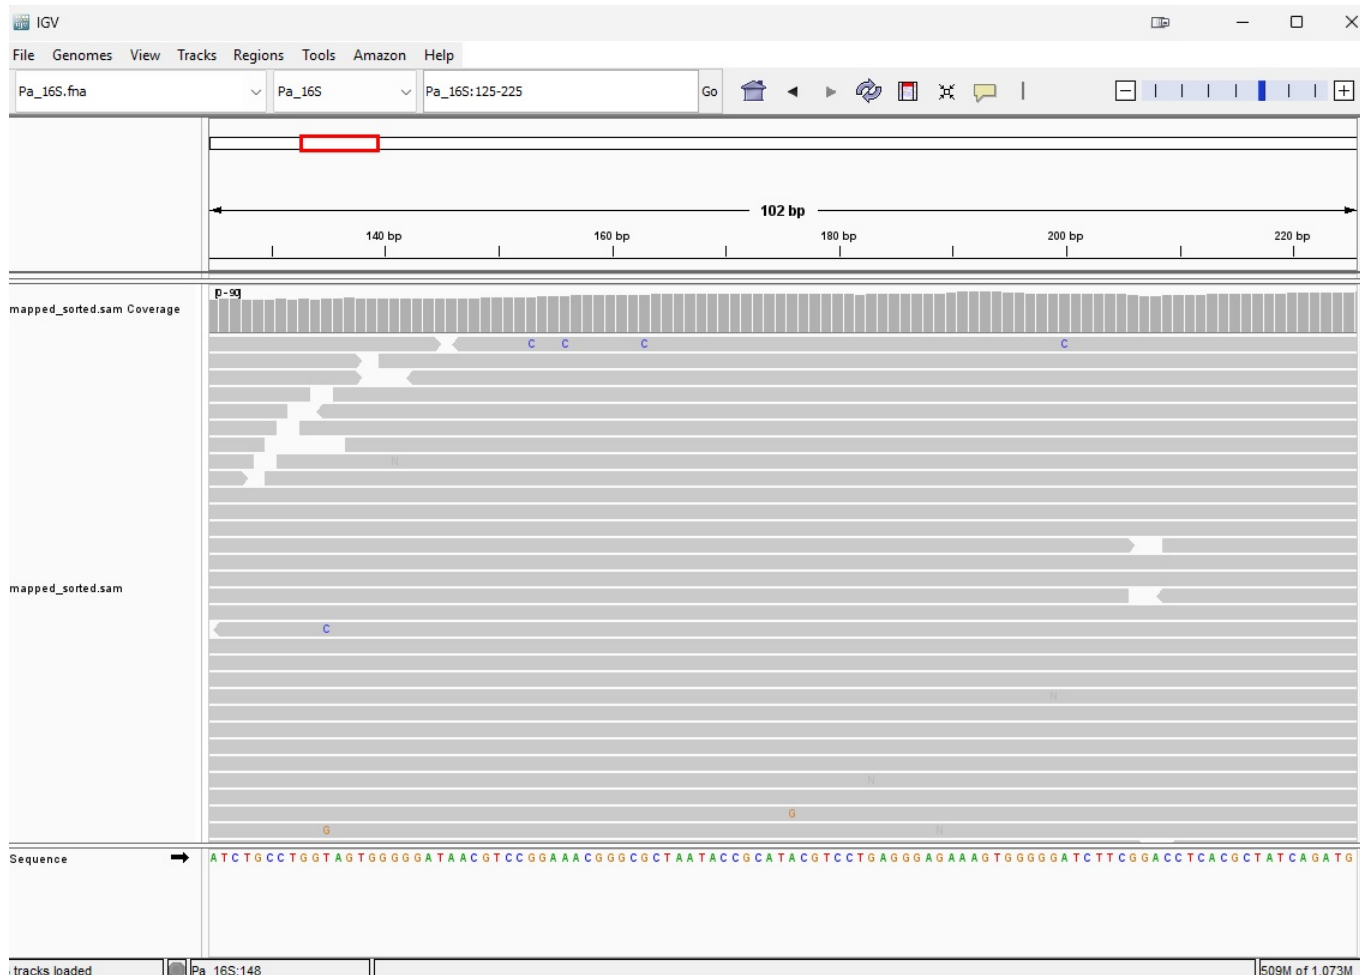 IGV
File Genomes View Tracks Regions Tools Amazon Help
Pa_16S.fna Pa_16S Pa_16S:125-225 Go
102 bp
140 bp 160 bp 180 bp 200 bp 220 bp
[0 - 90]
mapped_sorted.sam Coverage
C C C C
N
mapped_sorted.sam
C
N
N
G
G N
Sequence ATCTGCCTGGTAGTGGGGGATAACGTCCGGAAACGGGCGCTAATACCGCATACGTCCTGAGGGAGAAAGTGGGGGATCTTCGGACCTCACGCTATCAGATG
tracks loaded Pa_16S:148 509M of 1,073M